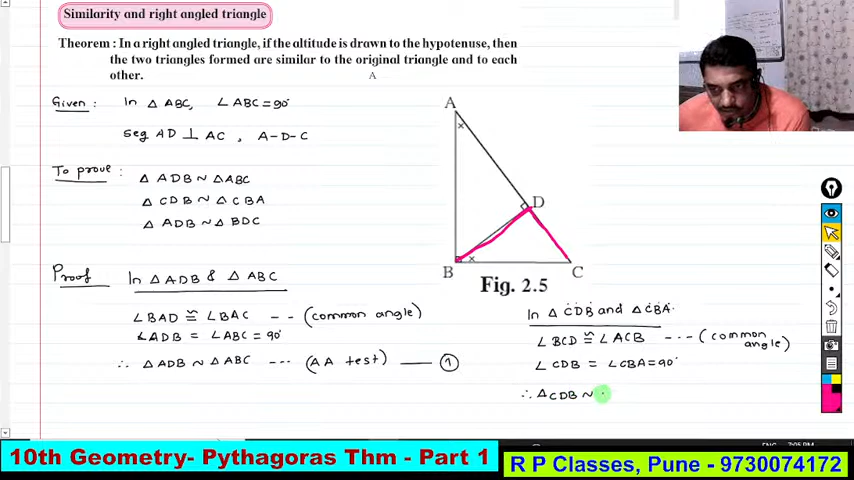 Similarity and right angled triangle
Theorem : In a right angled triangle, if the altitude is drawn to the hypotenuse, then
the two triangles formed are similar to the original triangle and to each
other.
A
Given : In △ ABC, ∠ ABC = 90°
seg AD ⊥ AC , A-D-C
To prove : △ ADB ~ △ABC
△ CDB ~ △ CBA
△ ADB ~ △ BDC
Proof In △ ADB & △ ABC
∠BAD ≅ ∠BAC -- (common angle)
∠ADB = ∠ABC = 90°
∴ △ADB ~ △ABC --- (AA test) —— ①
A
×
D
B
×
C
Fig. 2.5
In △ CDB and △CBA.
∠ BCD ≅ ∠ACB --- (common
angle)
∠ CDB = ∠CBA = 90°
∴ △CDB ~
10th Geometry- Pythagoras Thm - Part 1
R P Classes, Pune - 9730074172